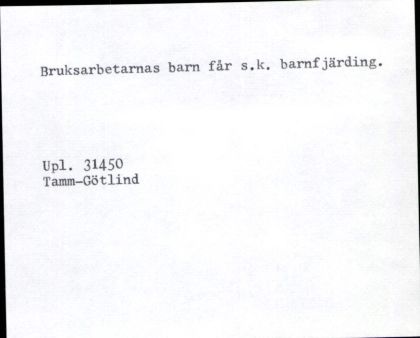 Bruksarbetarnas barn får s.k. barnfjärding.
Upl. 31450
Tamm-Götlind